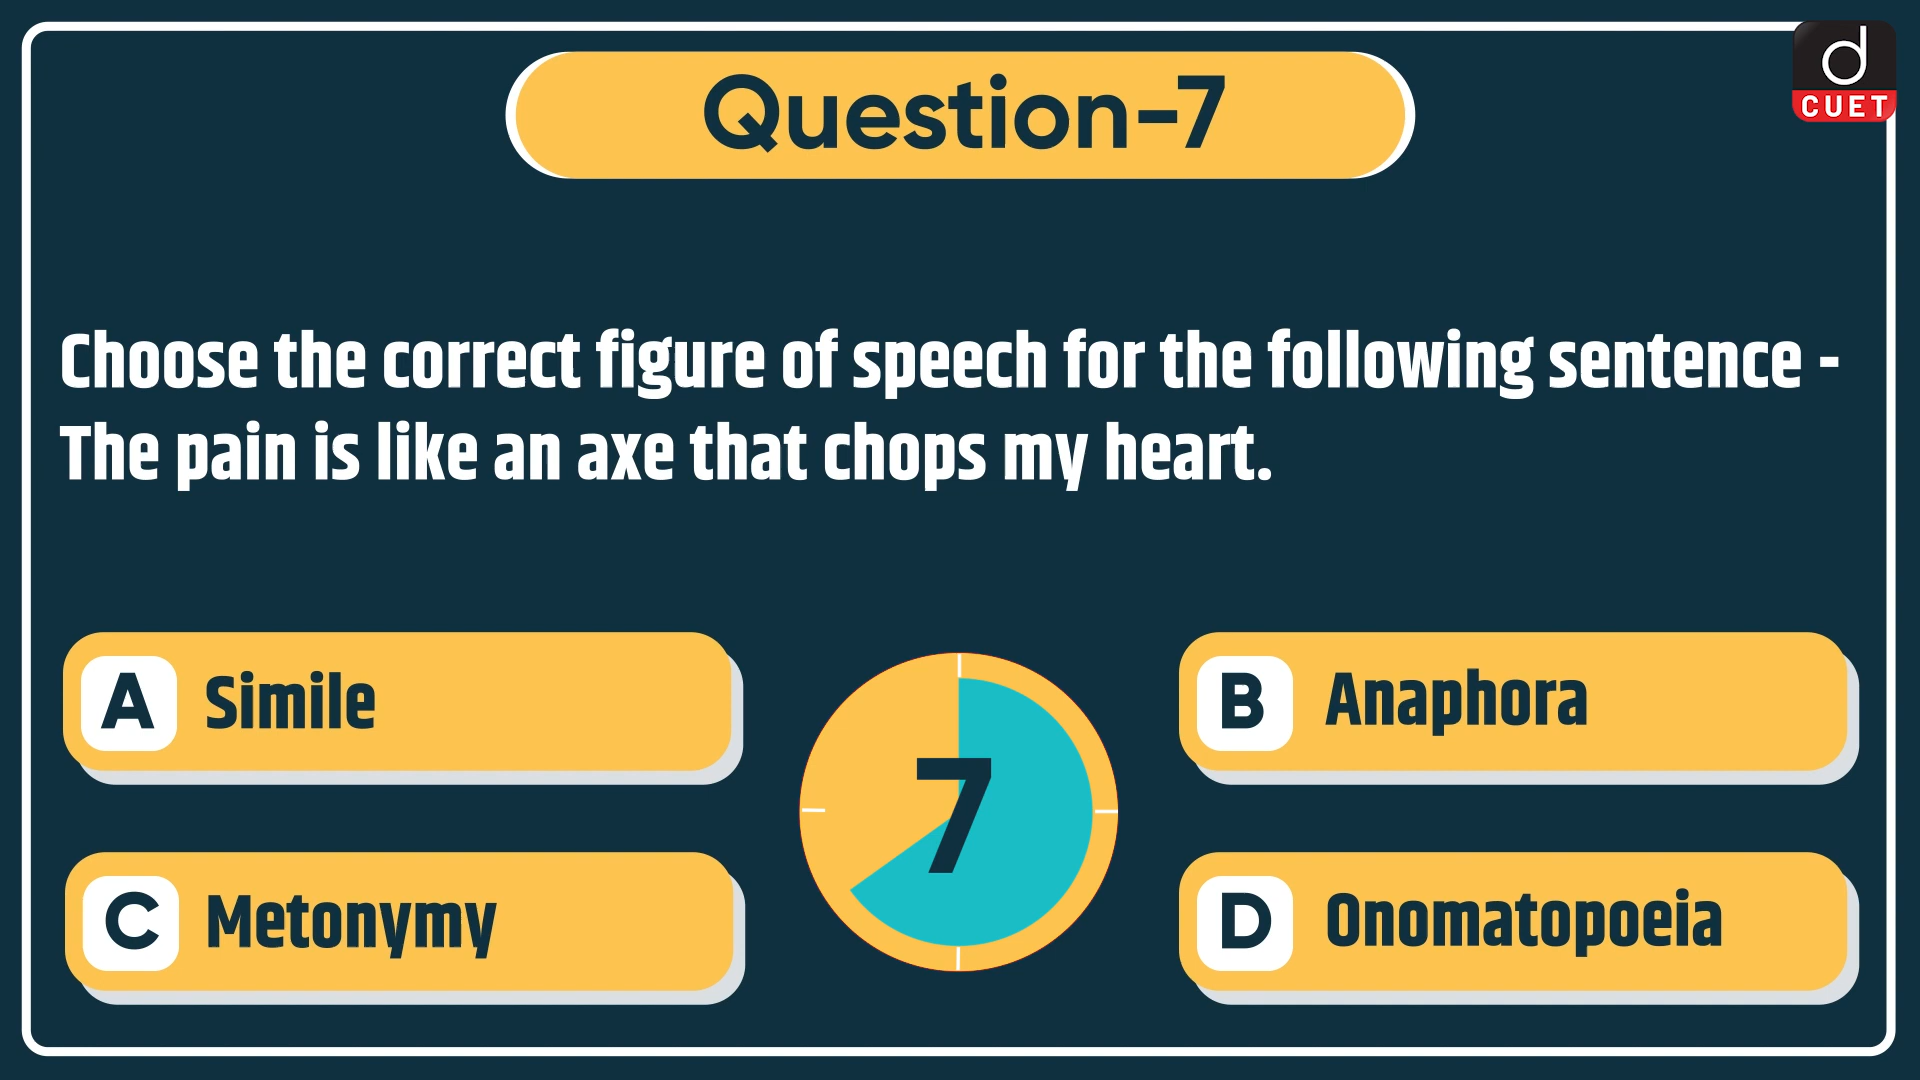 Question-7
d
CUET
Choose the correct figure of speech for the following sentence -
The pain is like an axe that chops my heart.
A Simile
B Anaphora
7
C Metonymy
D Onomatopoeia